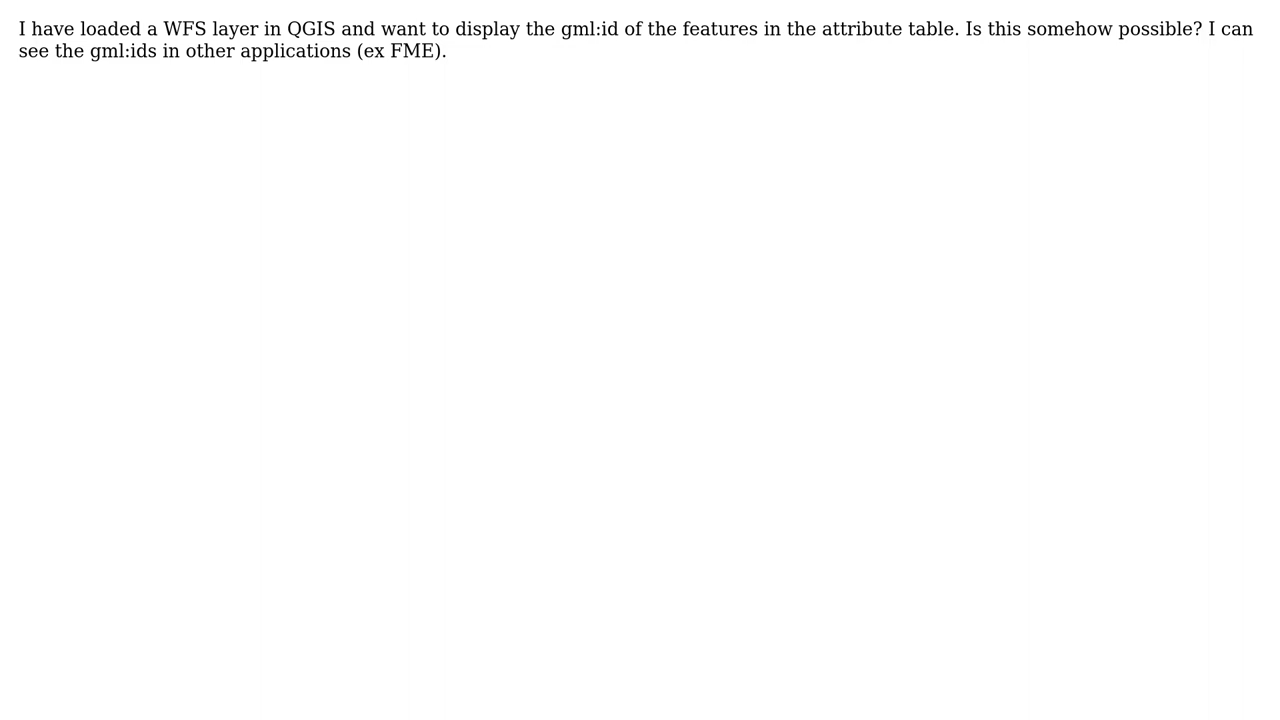 I have loaded a WFS layer in QGIS and want to display the gml:id of the features in the attribute table. Is this somehow possible? I can
see the gml:ids in other applications (ex FME).